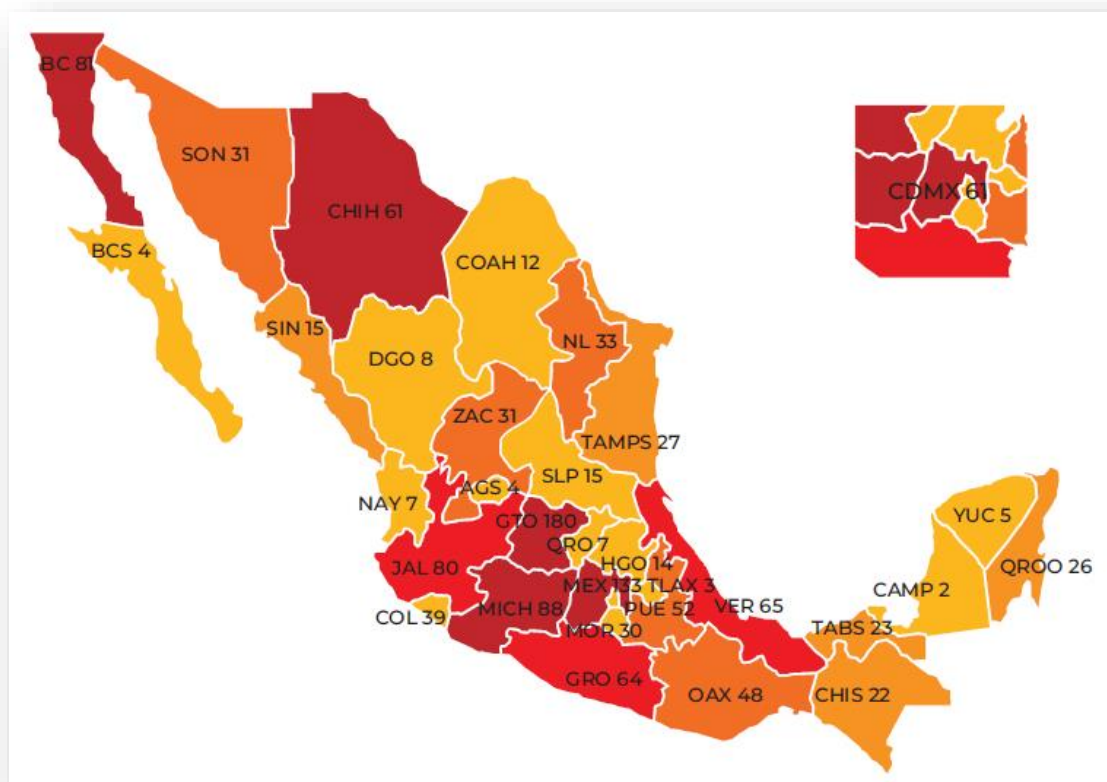 BC 81
SON 31
CHIH 61
CDMX 61
BCS 4
COAH 12
SIN 15
NL 33
DGO 8
ZAC 31
TAMPS 27
SLP 15
AGS 4
NAY 7
GTO 180
YUC 5
QRO 7
HGO 14
QROO 26
JAL 80
MEX 133
TLAX 3
CAMP 2
MICH 88
PUE 52
VER 65
COL 39
MOR 30
TABS 23
GRO 64
OAX 48
CHIS 22